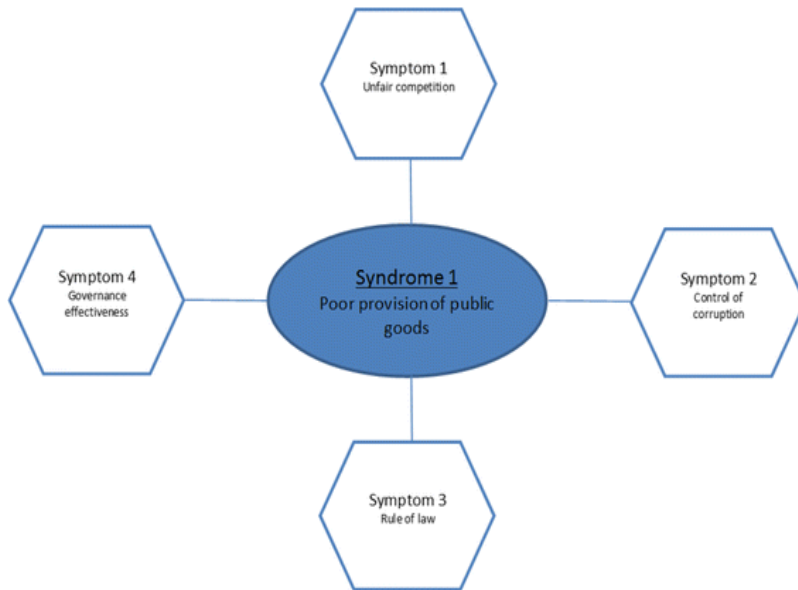 Symptom 1
Unfair competition
Symptom 4
Governance
effectiveness
Syndrome 1
Poor provision of public
goods
Symptom 2
Control of
corruption
Symptom 3
Rule of law